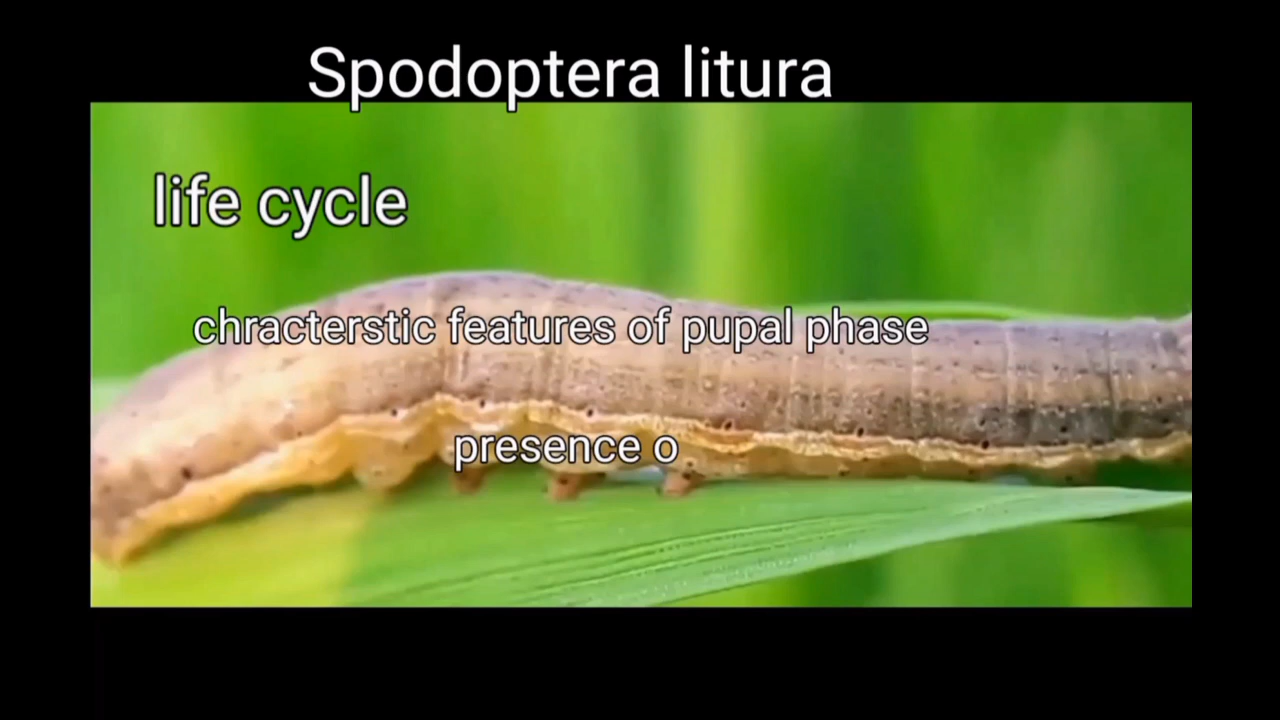 Spodoptera litura
life cycle
chracterstic features of pupal phase
presence o